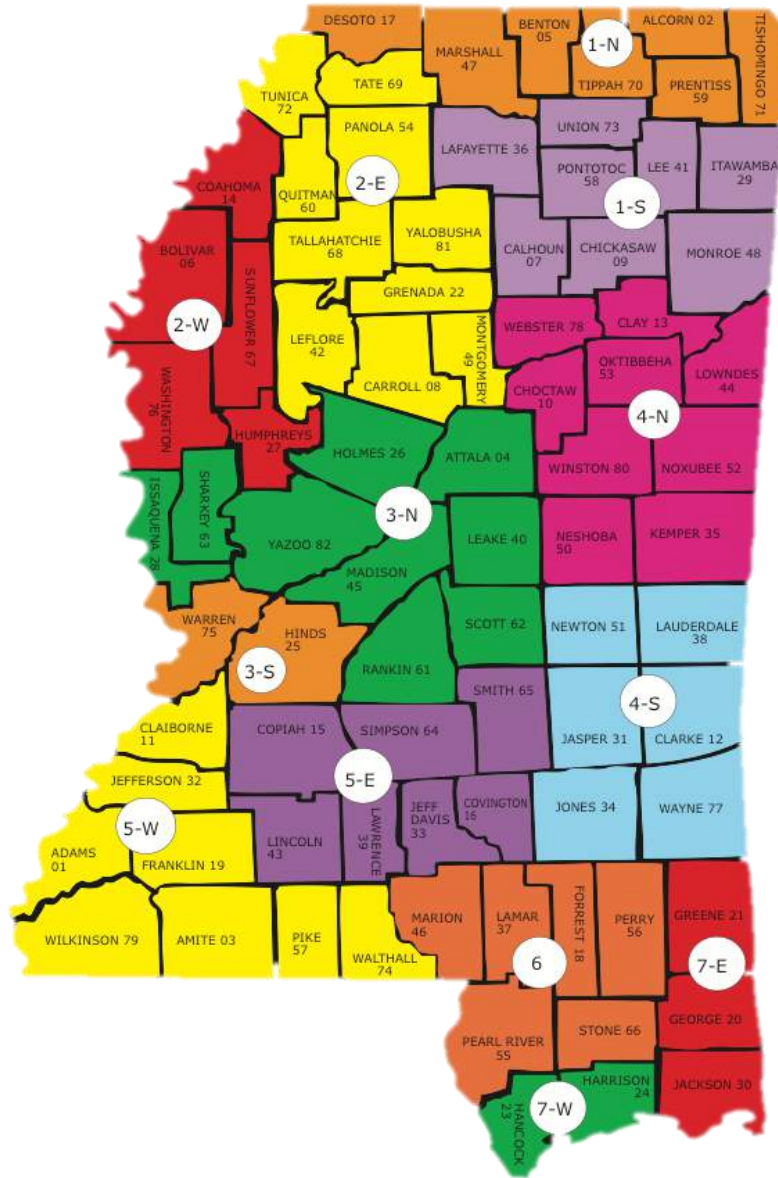 DESOTO 17
BENTON
05
ALCORN 02
TISHOMINGO 71
1-N
MARSHALL
47
TIPPAH 70
PRENTISS
59
TATE 69
TUNICA
72
PANOLA 54
UNION 73
LAFAYETTE 36
PONTOTOC
58
LEE 41
ITAWAMBA
29
2-E
COAHOMA
14
QUITMAN
60
1-S
YALOBUSHA
81
TALLAHATCHIE
68
CALHOUN
07
CHICKASAW
09
MONROE 48
BOLIVAR
06
SUNFLOWER 67
GRENADA 22
2-W
LEFLORE
42
MONTGOMERY
49
WEBSTER 78
CLAY 13
OKTIBBEHA
53
LOWNDES
44
CARROLL 08
CHOCTAW
10
WASHINGTON
76
4-N
HUMPHREYS
27
HOLMES 26
ATTALA 04
WINSTON 80
NOXUBEE 52
ISSAQUENA 28
SHARKEY 63
3-N
YAZOO 82
LEAKE 40
NESHOBA
50
KEMPER 35
MADISON
45
WARREN
75
HINDS
25
SCOTT 62
NEWTON 51
LAUDERDALE
38
3-S
RANKIN 61
SMITH 65
4-S
CLAIBORNE
11
COPIAH 15
SIMPSON 64
JASPER 31
CLARKE 12
JEFFERSON 32
5-E
5-W
LINCOLN
43
LAWRENCE
39
JEFF
DAVIS
33
COVINGTON
16
JONES 34
WAYNE 77
ADAMS
01
FRANKLIN 19
WILKINSON 79
AMITE 03
PIKE
57
WALTHALL
74
MARION
46
LAMAR
37
FORREST 18
PERRY
56
GREENE 21
6
7-E
PEARL RIVER
55
STONE 66
GEORGE 20
HANCOCK
23
7-W
HARRISON
24
JACKSON 30